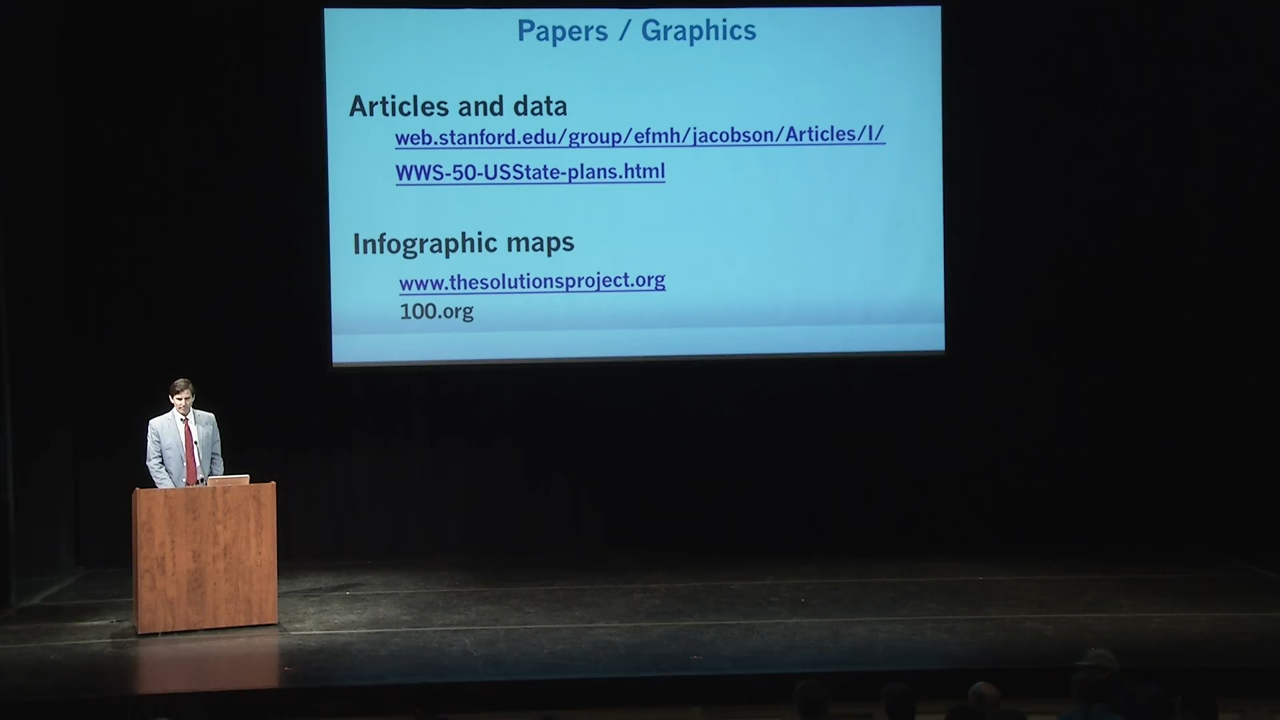 Papers / Graphics
Articles and data
web.stanford.edu/group/efmh/jacobson/Articles/I/
WWS-50-USState-plans.html
Infographic maps
www.thesolutionsproject.org
100.org